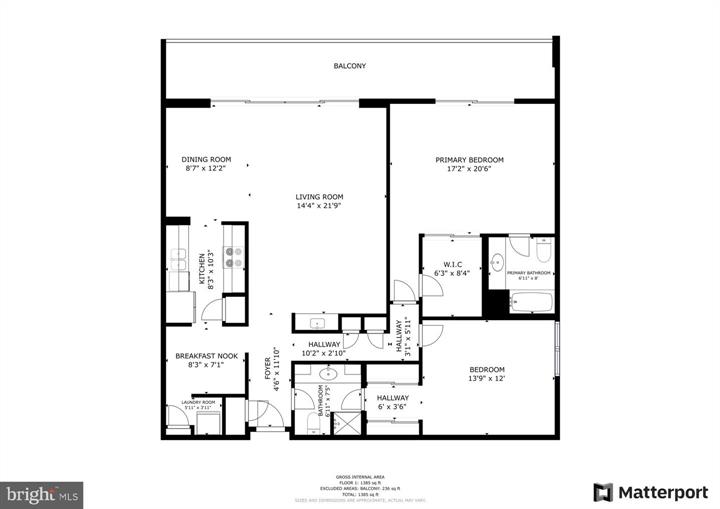 BALCONY
DINING ROOM
8'7" x 12'2"
PRIMARY BEDROOM
17'2" x 20'6"
LIVING ROOM
14'4" x 21'9"
KITCHEN
8'3" x 10'3"
W.I.C
6'3" x 8'4"
PRIMARY BATHROOM
6'11" x 8'
HALLWAY
3'1" x 5'11"
HALLWAY
10'2" x 2'10"
BREAKFAST NOOK
8'3" x 7'1"
FOYER
4'6" x 11'10"
BEDROOM
13'9" x 12'
BATHROOM
6'11" x 7'5"
HALLWAY
6' x 3'6"
LAUNDRY ROOM
5'11" x 3'11"
GROSS INTERNAL AREA
FLOOR 1: 1385 sq ft
EXCLUDED AREAS: BALCONY: 236 sq ft
TOTAL: 1385 sq ft
SIZES AND DIMENSIONS ARE APPROXIMATE, ACTUAL MAY VARY.
bright MLS
Matterport